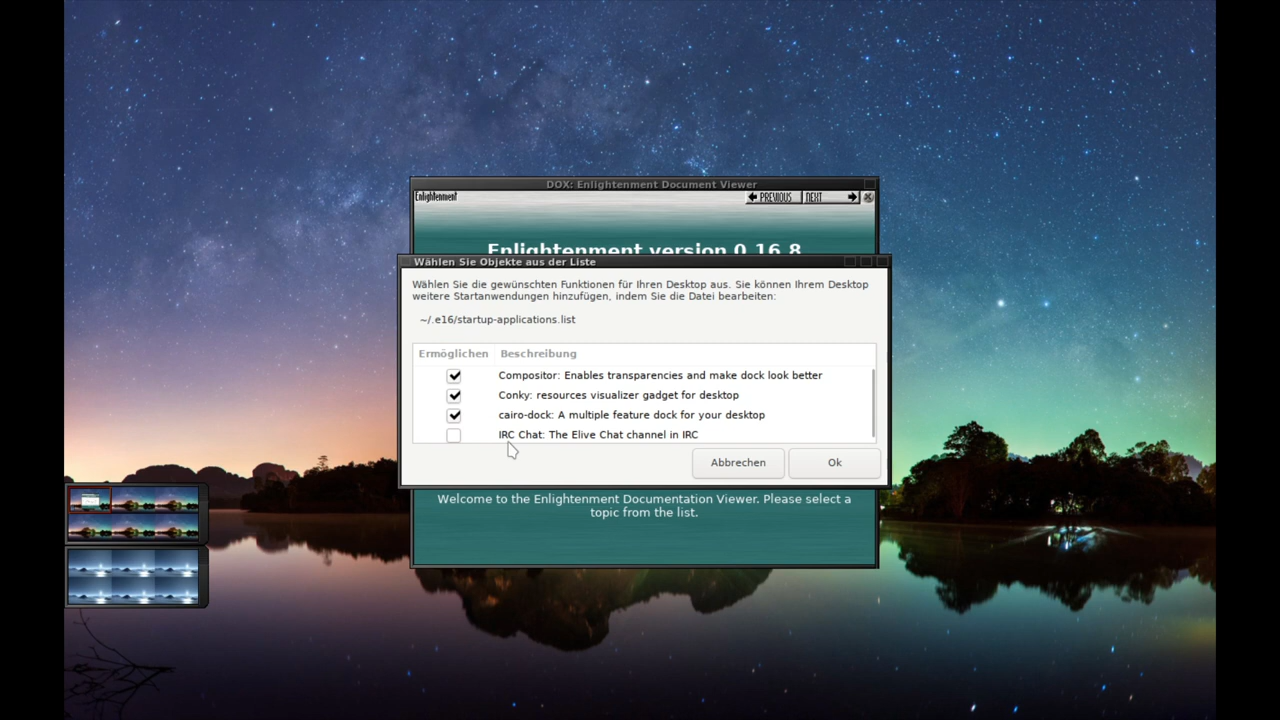 DOX: Enlightenment Document Viewer
Enlightenment
PREVIOUS
NEXT
Enlightenment version 0.16.8
Wählen Sie Objekte aus der Liste
Wählen Sie die gewünschten Funktionen für Ihren Desktop aus. Sie können Ihrem Desktop
weitere Startanwendungen hinzufügen, indem Sie die Datei bearbeiten:
~/.e16/startup-applications.list
Ermöglichen Beschreibung
Compositor: Enables transparencies and make dock look better
Conky: resources visualizer gadget for desktop
cairo-dock: A multiple feature dock for your desktop
IRC Chat: The Elive Chat channel in IRC
Abbrechen
Ok
Welcome to the Enlightenment Documentation Viewer. Please select a
topic from the list.